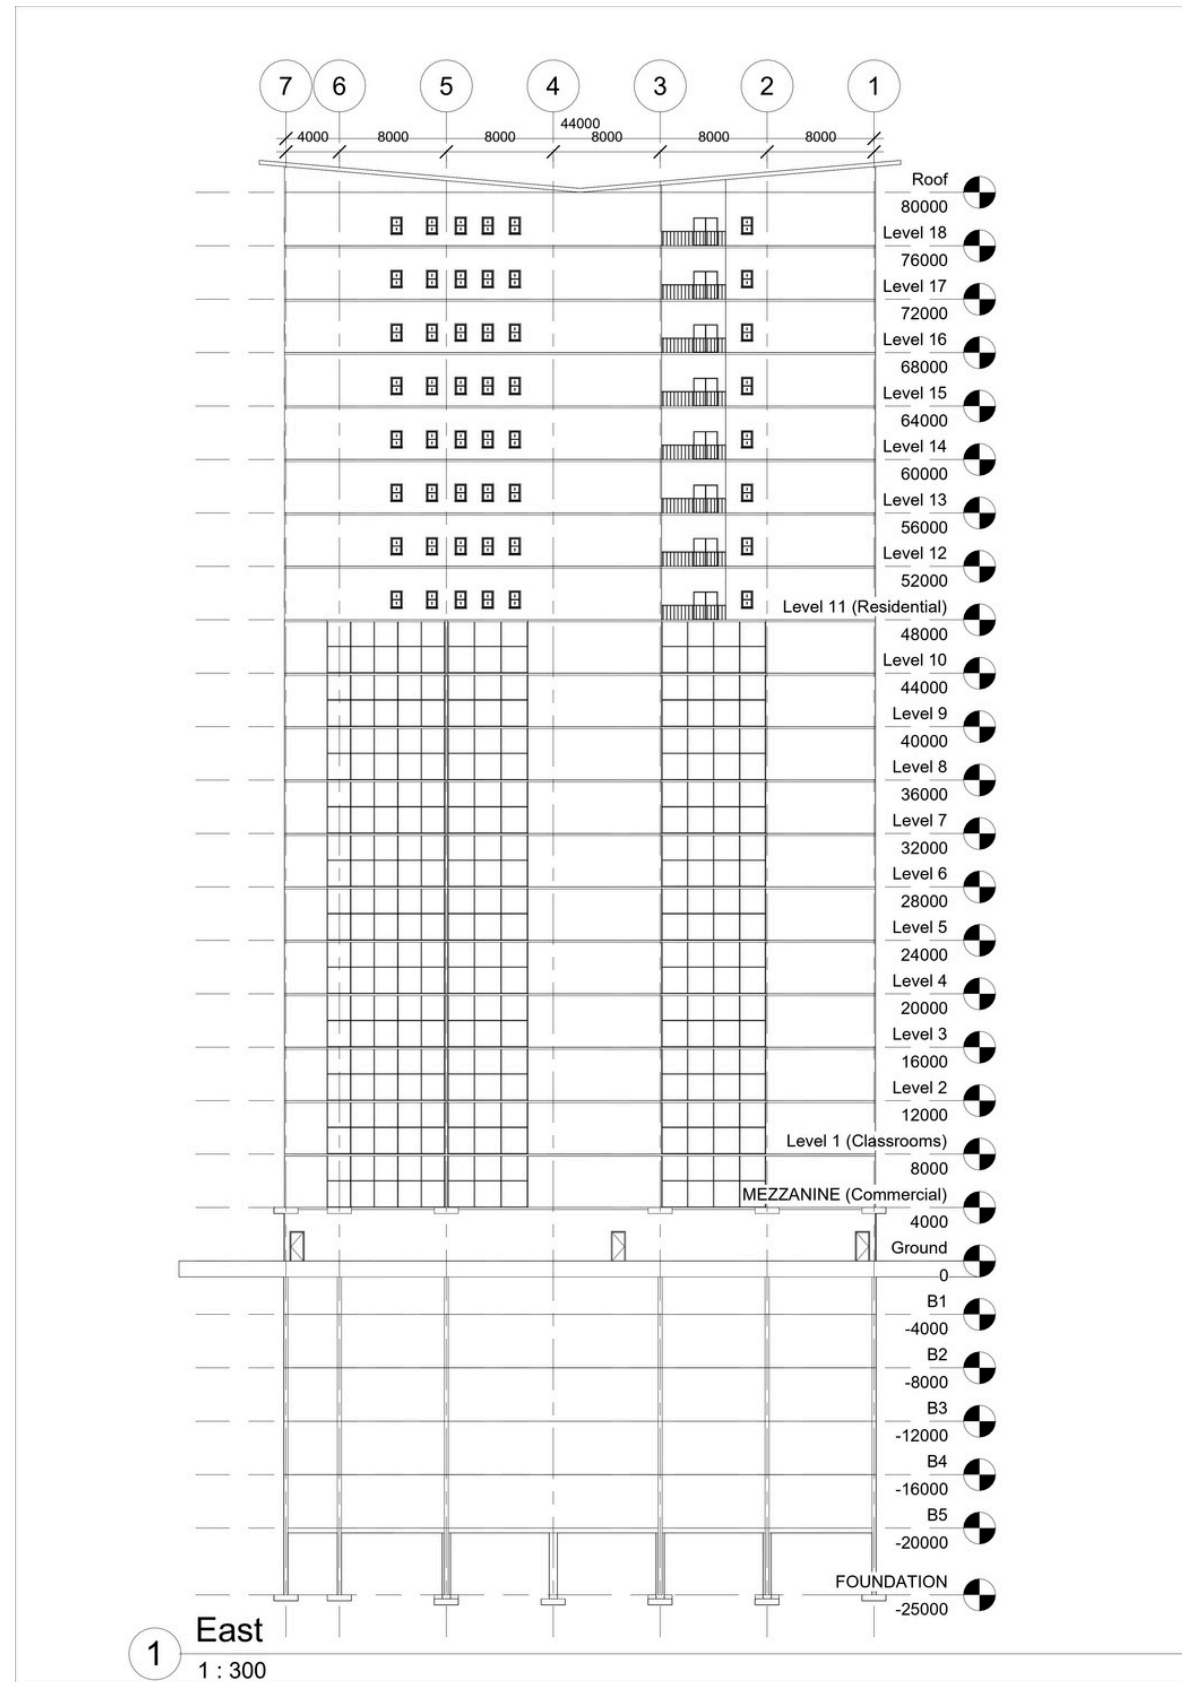 7 6 5 4 3 2 1
44000
4000 8000 8000 8000 8000 8000
Roof
80000
Level 18
76000
Level 17
72000
Level 16
68000
Level 15
64000
Level 14
60000
Level 13
56000
Level 12
52000
Level 11 (Residential)
48000
Level 10
44000
Level 9
40000
Level 8
36000
Level 7
32000
Level 6
28000
Level 5
24000
Level 4
20000
Level 3
16000
Level 2
12000
Level 1 (Classrooms)
8000
MEZZANINE (Commercial)
4000
Ground
0
B1
-4000
B2
-8000
B3
-12000
B4
-16000
B5
-20000
FOUNDATION
-25000
1 East
1 : 300